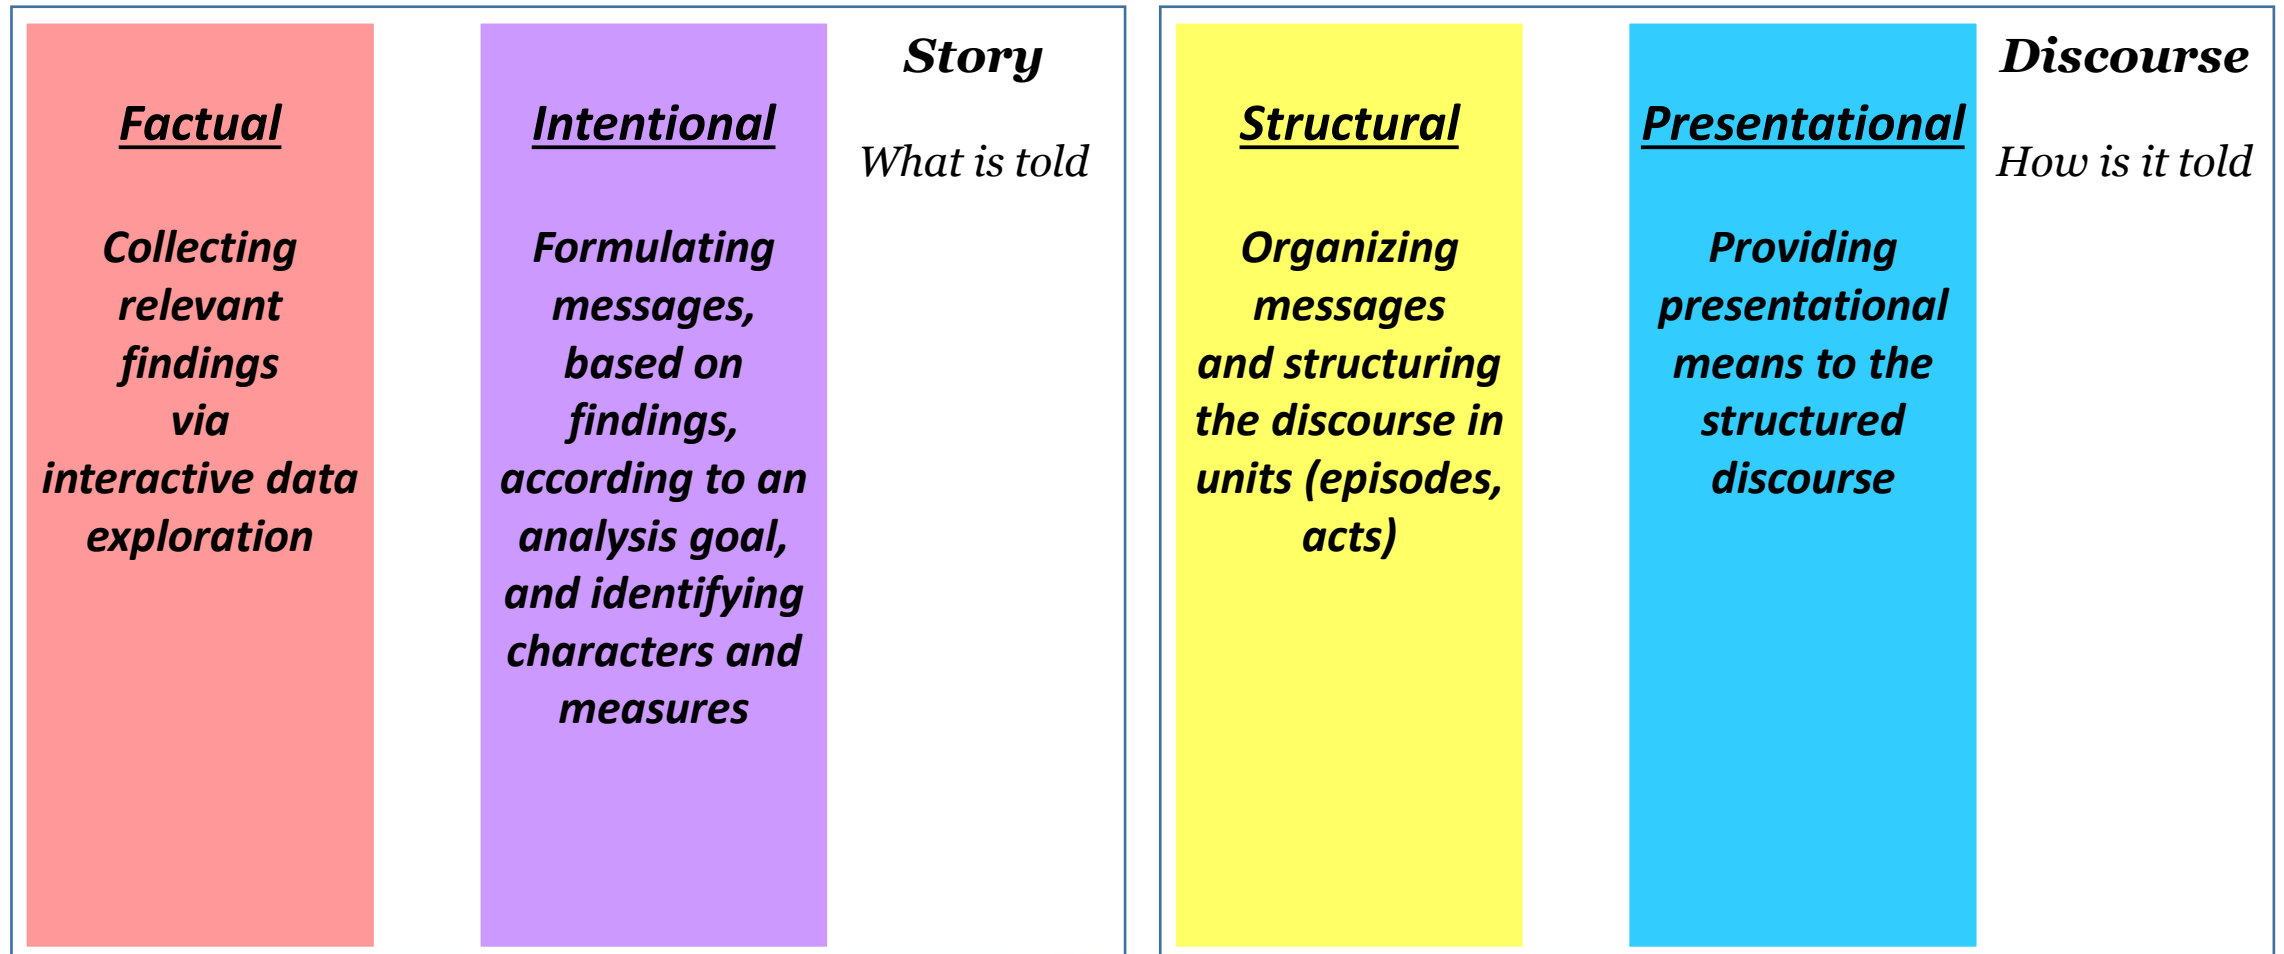 Factual
Collecting
relevant
findings
via
interactive data
exploration
Intentional
Formulating
messages,
based on
findings,
according to an
analysis goal,
and identifying
characters and
measures
Story
What is told
Structural
Organizing
messages
and structuring
the discourse in
units (episodes,
acts)
Presentational
Providing
presentational
means to the
structured
discourse
Discourse
How is it told